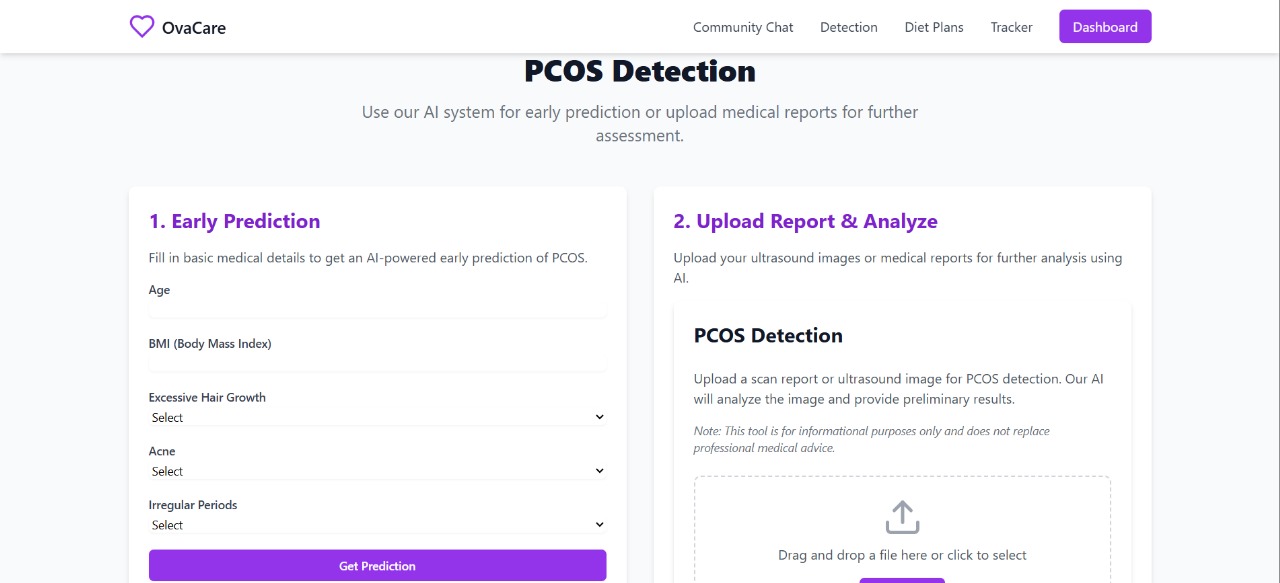 OvaCare
Community Chat
Detection
Diet Plans
Tracker
Dashboard
PCOS Detection
Use our AI system for early prediction or upload medical reports for further
assessment.
1. Early Prediction
Fill in basic medical details to get an AI-powered early prediction of PCOS.
Age
BMI (Body Mass Index)
Excessive Hair Growth
Select
Acne
Select
Irregular Periods
Select
Get Prediction
2. Upload Report & Analyze
Upload your ultrasound images or medical reports for further analysis using
AI.
PCOS Detection
Upload a scan report or ultrasound image for PCOS detection. Our AI
will analyze the image and provide preliminary results.
Note: This tool is for informational purposes only and does not replace
professional medical advice.
Drag and drop a file here or click to select